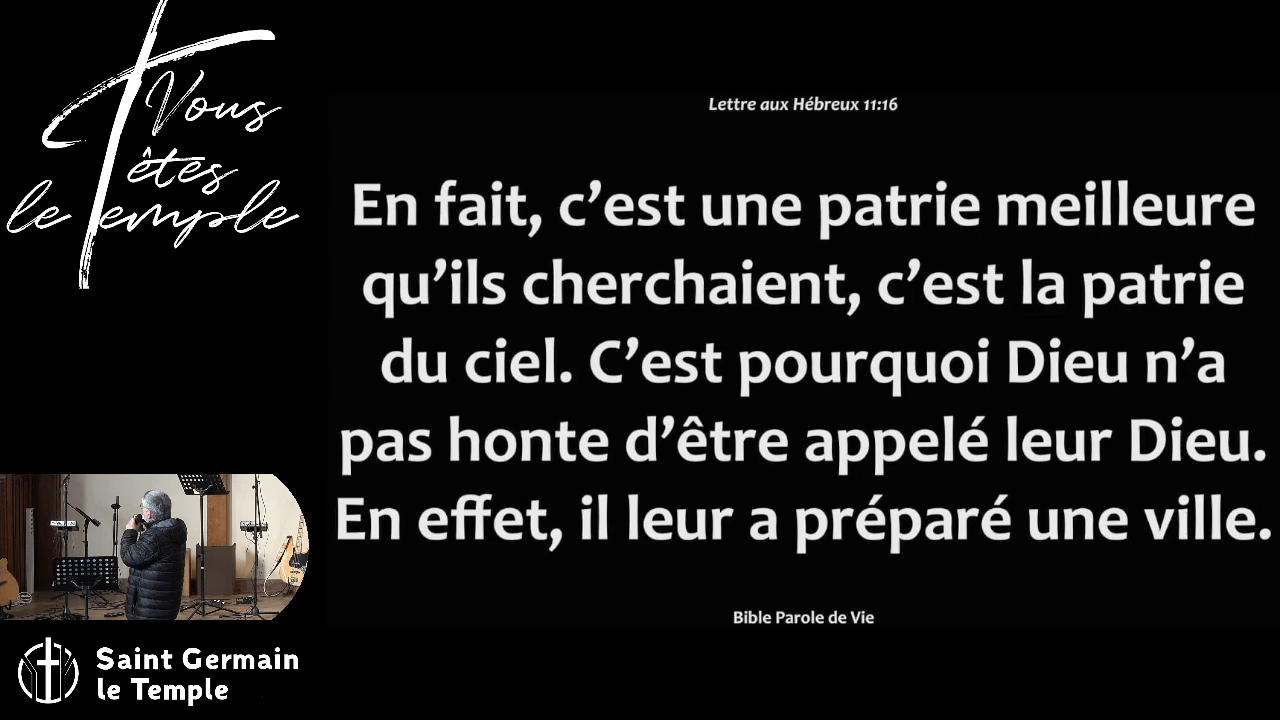 Vous
êtes
le Temple
Lettre aux Hébreux 11:16
En fait, c’est une patrie meilleure
qu’ils cherchaient, c’est la patrie
du ciel. C’est pourquoi Dieu n’a
pas honte d’être appelé leur Dieu.
En effet, il leur a préparé une ville.
Bible Parole de Vie
Saint Germain
le Temple